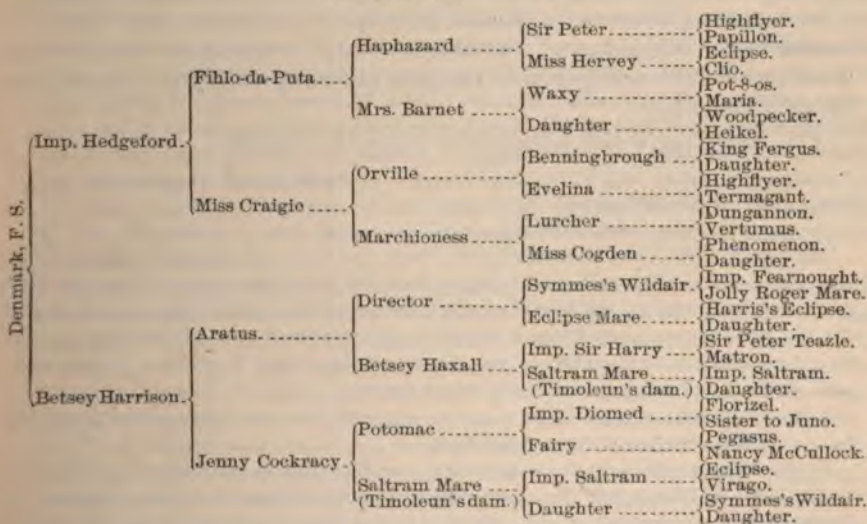 Denmark, F. S.
Imp. Hedgeford
Betsey Harrison
Fihlo-da-Puta
Miss Craigie
Aratus
Jenny Cockracy
Haphazard
Mrs. Barnet
Orville
Marchioness
Director
Betsey Haxall
Potomac
Saltram Mare
(Timoleun's dam)
Sir Peter
Miss Hervey
Waxy
Daughter
Benningbrough
Evelina
Lurcher
Miss Cogden
Symmes's Wildair
Eclipse Mare
Imp. Sir Harry
Saltram Mare
(Timoleun's dam.)
Imp. Diomed
Fairy
Imp. Saltram
Daughter
Highflyer.
Papillon.
Eclipse.
Clio.
Pot-8-os.
Maria.
Woodpecker.
Heikel.
King Fergus.
Daughter.
Highflyer.
Termagant.
Dungannon.
Vertumus.
Phenomenon.
Daughter.
Imp. Fearnought.
Jolly Roger Mare.
Harris's Eclipse.
Daughter.
Sir Peter Teazle.
Matron.
Imp. Saltram.
Daughter.
Florizel.
Sister to Juno.
Pegasus.
Nancy McCullock.
Eclipse.
Virago.
Symmes's Wildair.
Daughter.